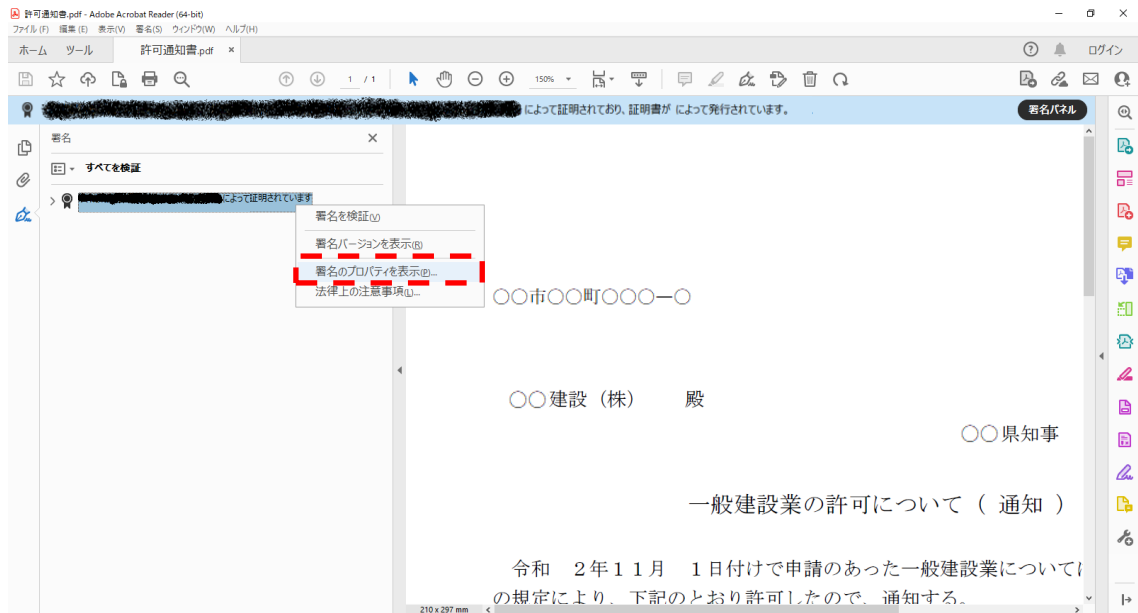 許可通知書.pdf - Adobe Acrobat Reader (64-bit)
ファイル(F) 編集(E) 表示(V) 署名(S) ウィンドウ(W) ヘルプ(H)
ホーム ツール 許可通知書.pdf × ログイン
1 / 1 150%
によって証明されており、証明書が によって発行されています。 署名パネル
署名
すべてを検証
によって証明されています
署名を検証(V)
署名バージョンを表示(R)
署名のプロパティを表示(P)...
法律上の注意事項(L)...
〇〇市〇〇町〇〇〇―〇
〇〇建設（株） 殿
〇〇県知事
一般建設業の許可について（ 通知 ）
令和 ２年１１月 １日付けで申請のあった一般建設業について
の規定により、下記のとおり許可したので、通知する。
210 x 297 mm